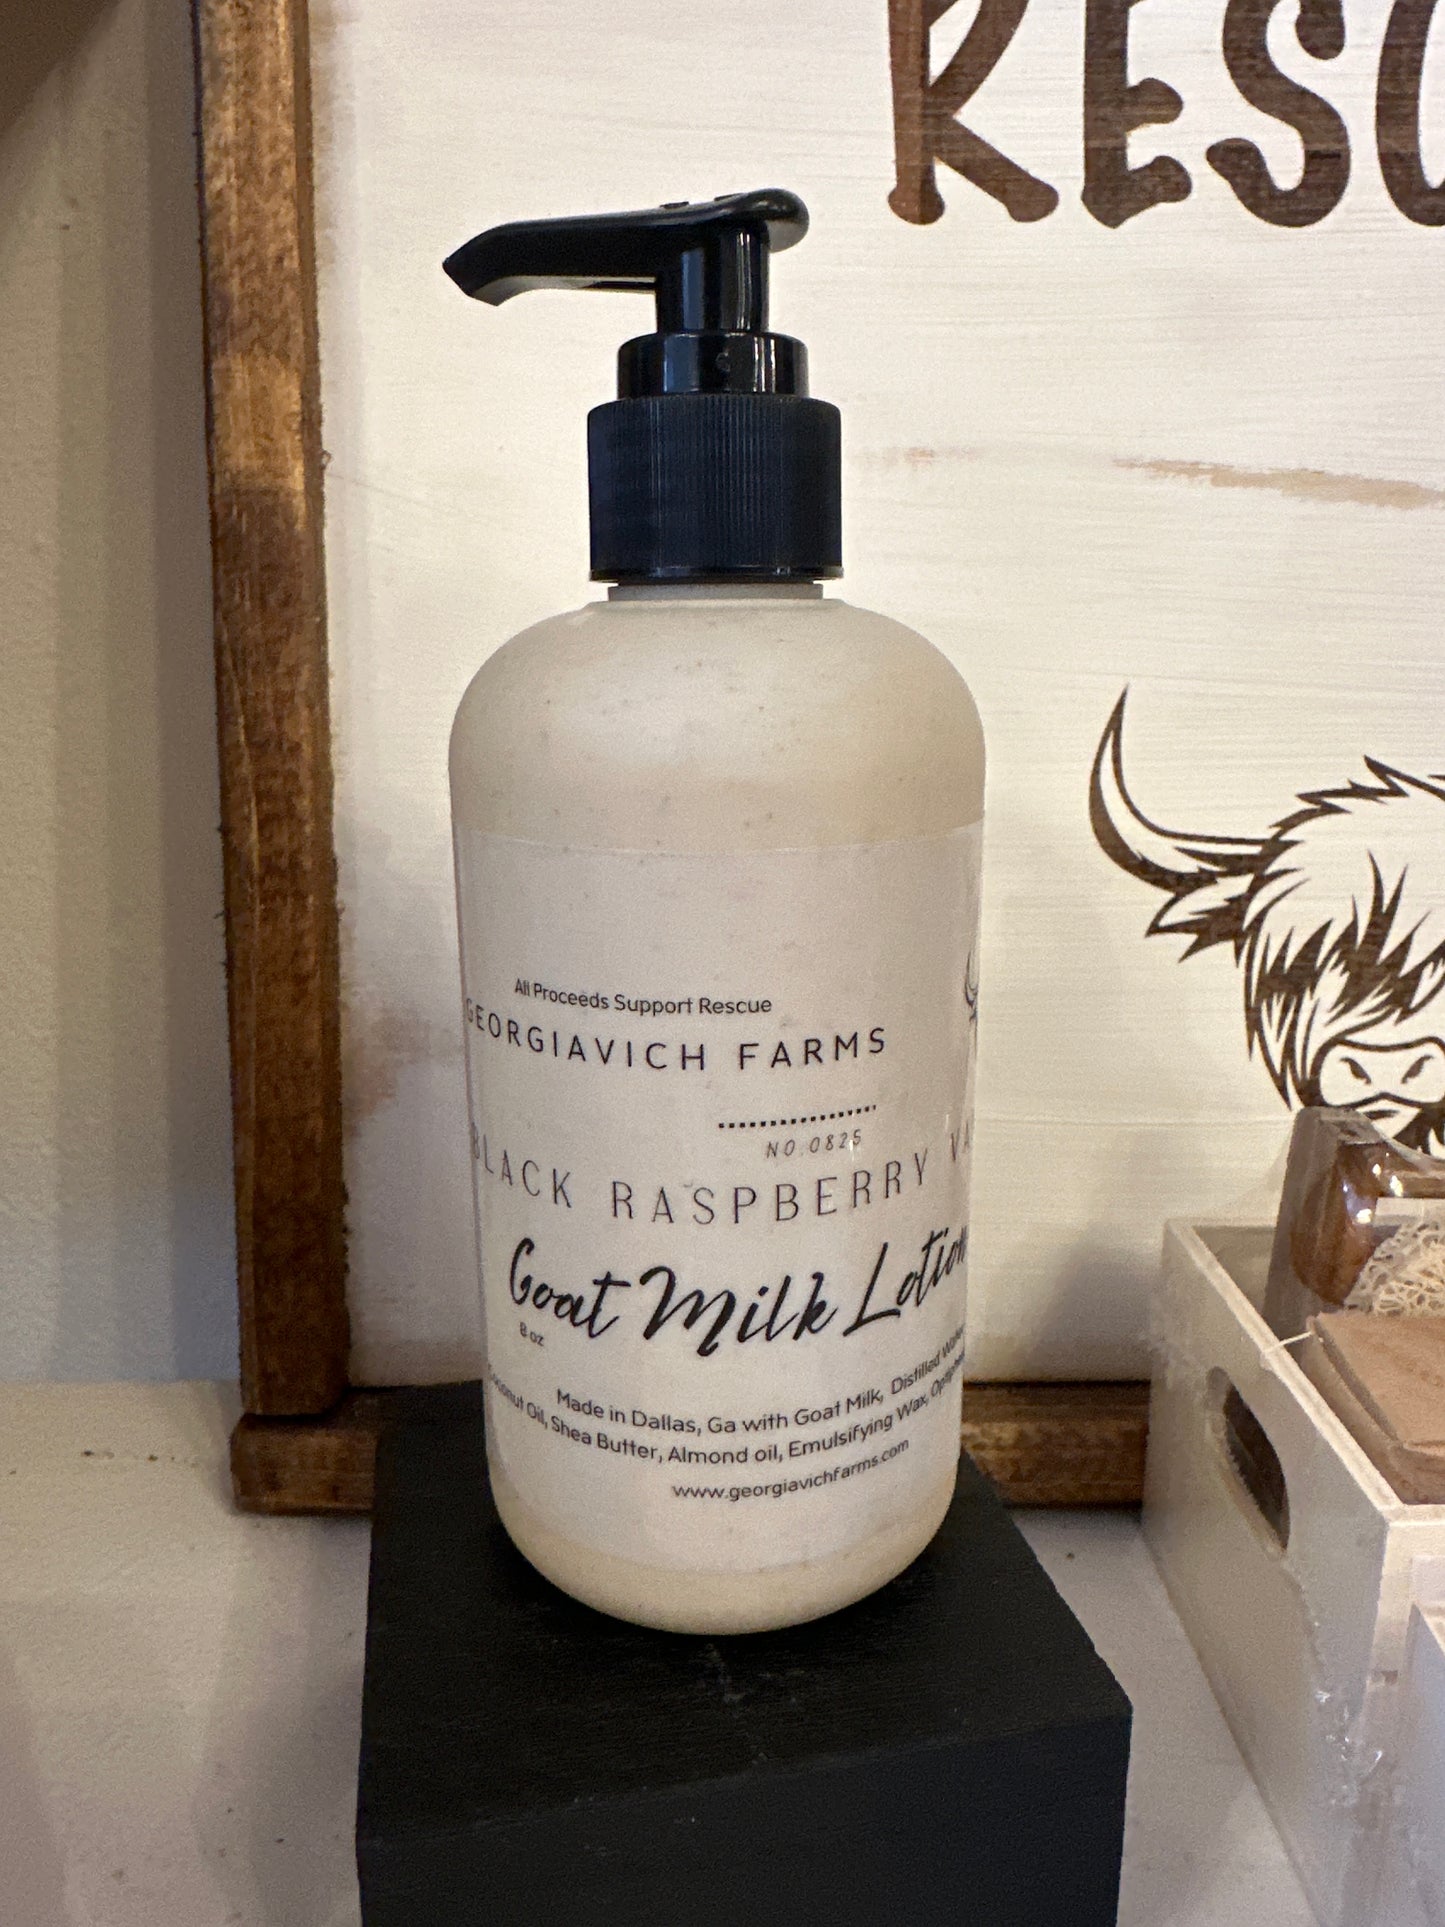 RESC
All Proceeds Support Rescue
GEORGIAVICH FARMS
NO.0825
BLACK RASPBERRY VA
Goat Milk Lotion
8 oz
Made in Dallas, Ga with Goat Milk, Distilled Water,
Coconut Oil, Shea Butter, Almond oil, Emulsifying Wax,
www.georgiavichfarms.com